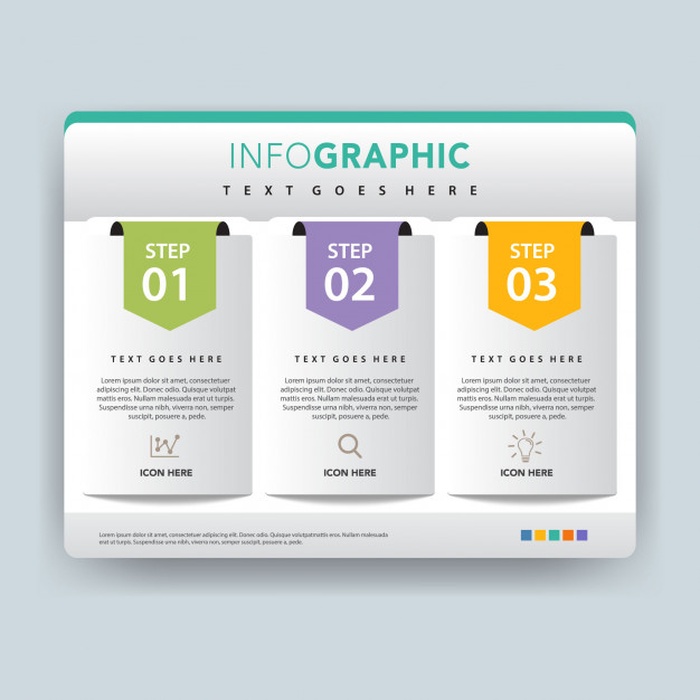 INFOGRAPHIC
TEXT GOES HERE
STEP
01
TEXT GOES HERE
Lorem ipsum dolor sit amet, consectetuer
adipiscing elit. Donec odio. Quisque volutpat
mattis eros. Nullam malesuada erat ut turpis.
Suspendisse urna nibh, viverra non, semper
suscipit, posuere a, pede.
ICON HERE
STEP
02
TEXT GOES HERE
Lorem ipsum dolor sit amet, consectetuer
adipiscing elit. Donec odio. Quisque volutpat
mattis eros. Nullam malesuada erat ut turpis.
Suspendisse urna nibh, viverra non, semper
suscipit, posuere a, pede.
ICON HERE
STEP
03
TEXT GOES HERE
Lorem ipsum dolor sit amet, consectetuer
adipiscing elit. Donec odio. Quisque volutpat
mattis eros. Nullam malesuada erat ut turpis.
Suspendisse urna nibh, viverra non, semper
suscipit, posuere a, pede.
ICON HERE
Lorem ipsum dolor sit amet, consectetuer adipiscing elit. Donec odio. Quisque volutpatmattis eros. Nullam malesuada
erat ut turpis. Suspendisse urna nibh, viverra non, semper suscipit, posuere a, pede.